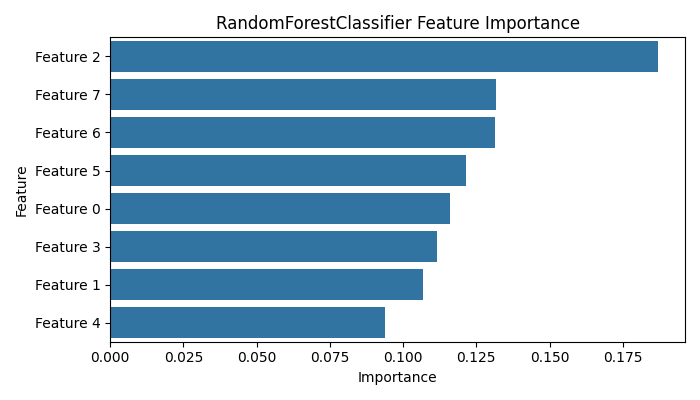 RandomForestClassifier Feature Importance
Feature 2
Feature 7
Feature 6
Feature 5
Feature 0
Feature 3
Feature 1
Feature 4
Feature
0.000 0.025 0.050 0.075 0.100 0.125 0.150 0.175
Importance